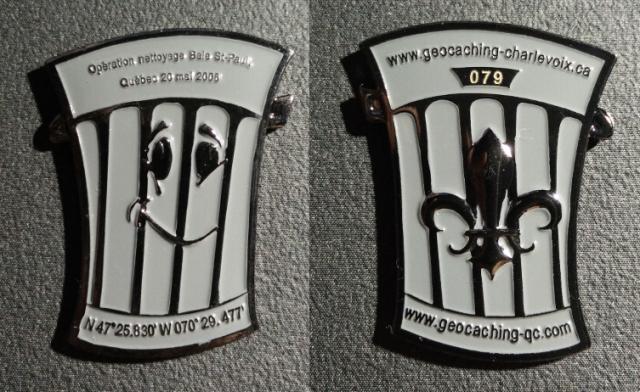 Opération nettoyage Baie St-Paul,
Québec 20 mai 2006
N 47°25.830' W 070°29.477'
www.geocaching-charlevoix.ca
079
www.geocaching-qc.com